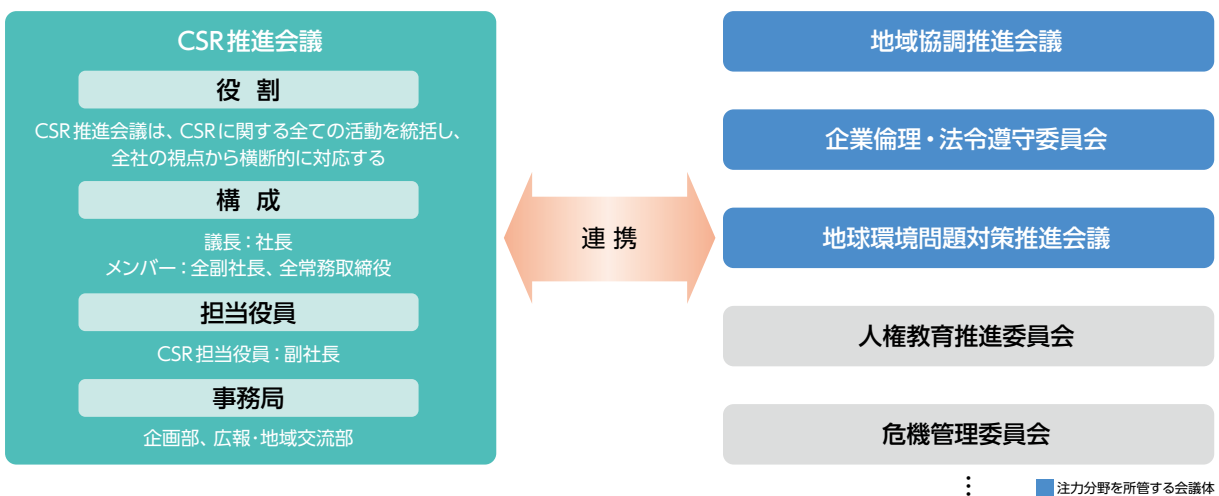 CSR推進会議
役 割
CSR推進会議は、CSRに関する全ての活動を統括し、
全社の視点から横断的に対応する
構 成
議長：社長
メンバー：全副社長、全常務取締役
担当役員
CSR担当役員：副社長
事務局
企画部、広報・地域交流部
連 携
地域協調推進会議
企業倫理・法令遵守委員会
地球環境問題対策推進会議
人権教育推進委員会
危機管理委員会
⋮
注力分野を所管する会議体